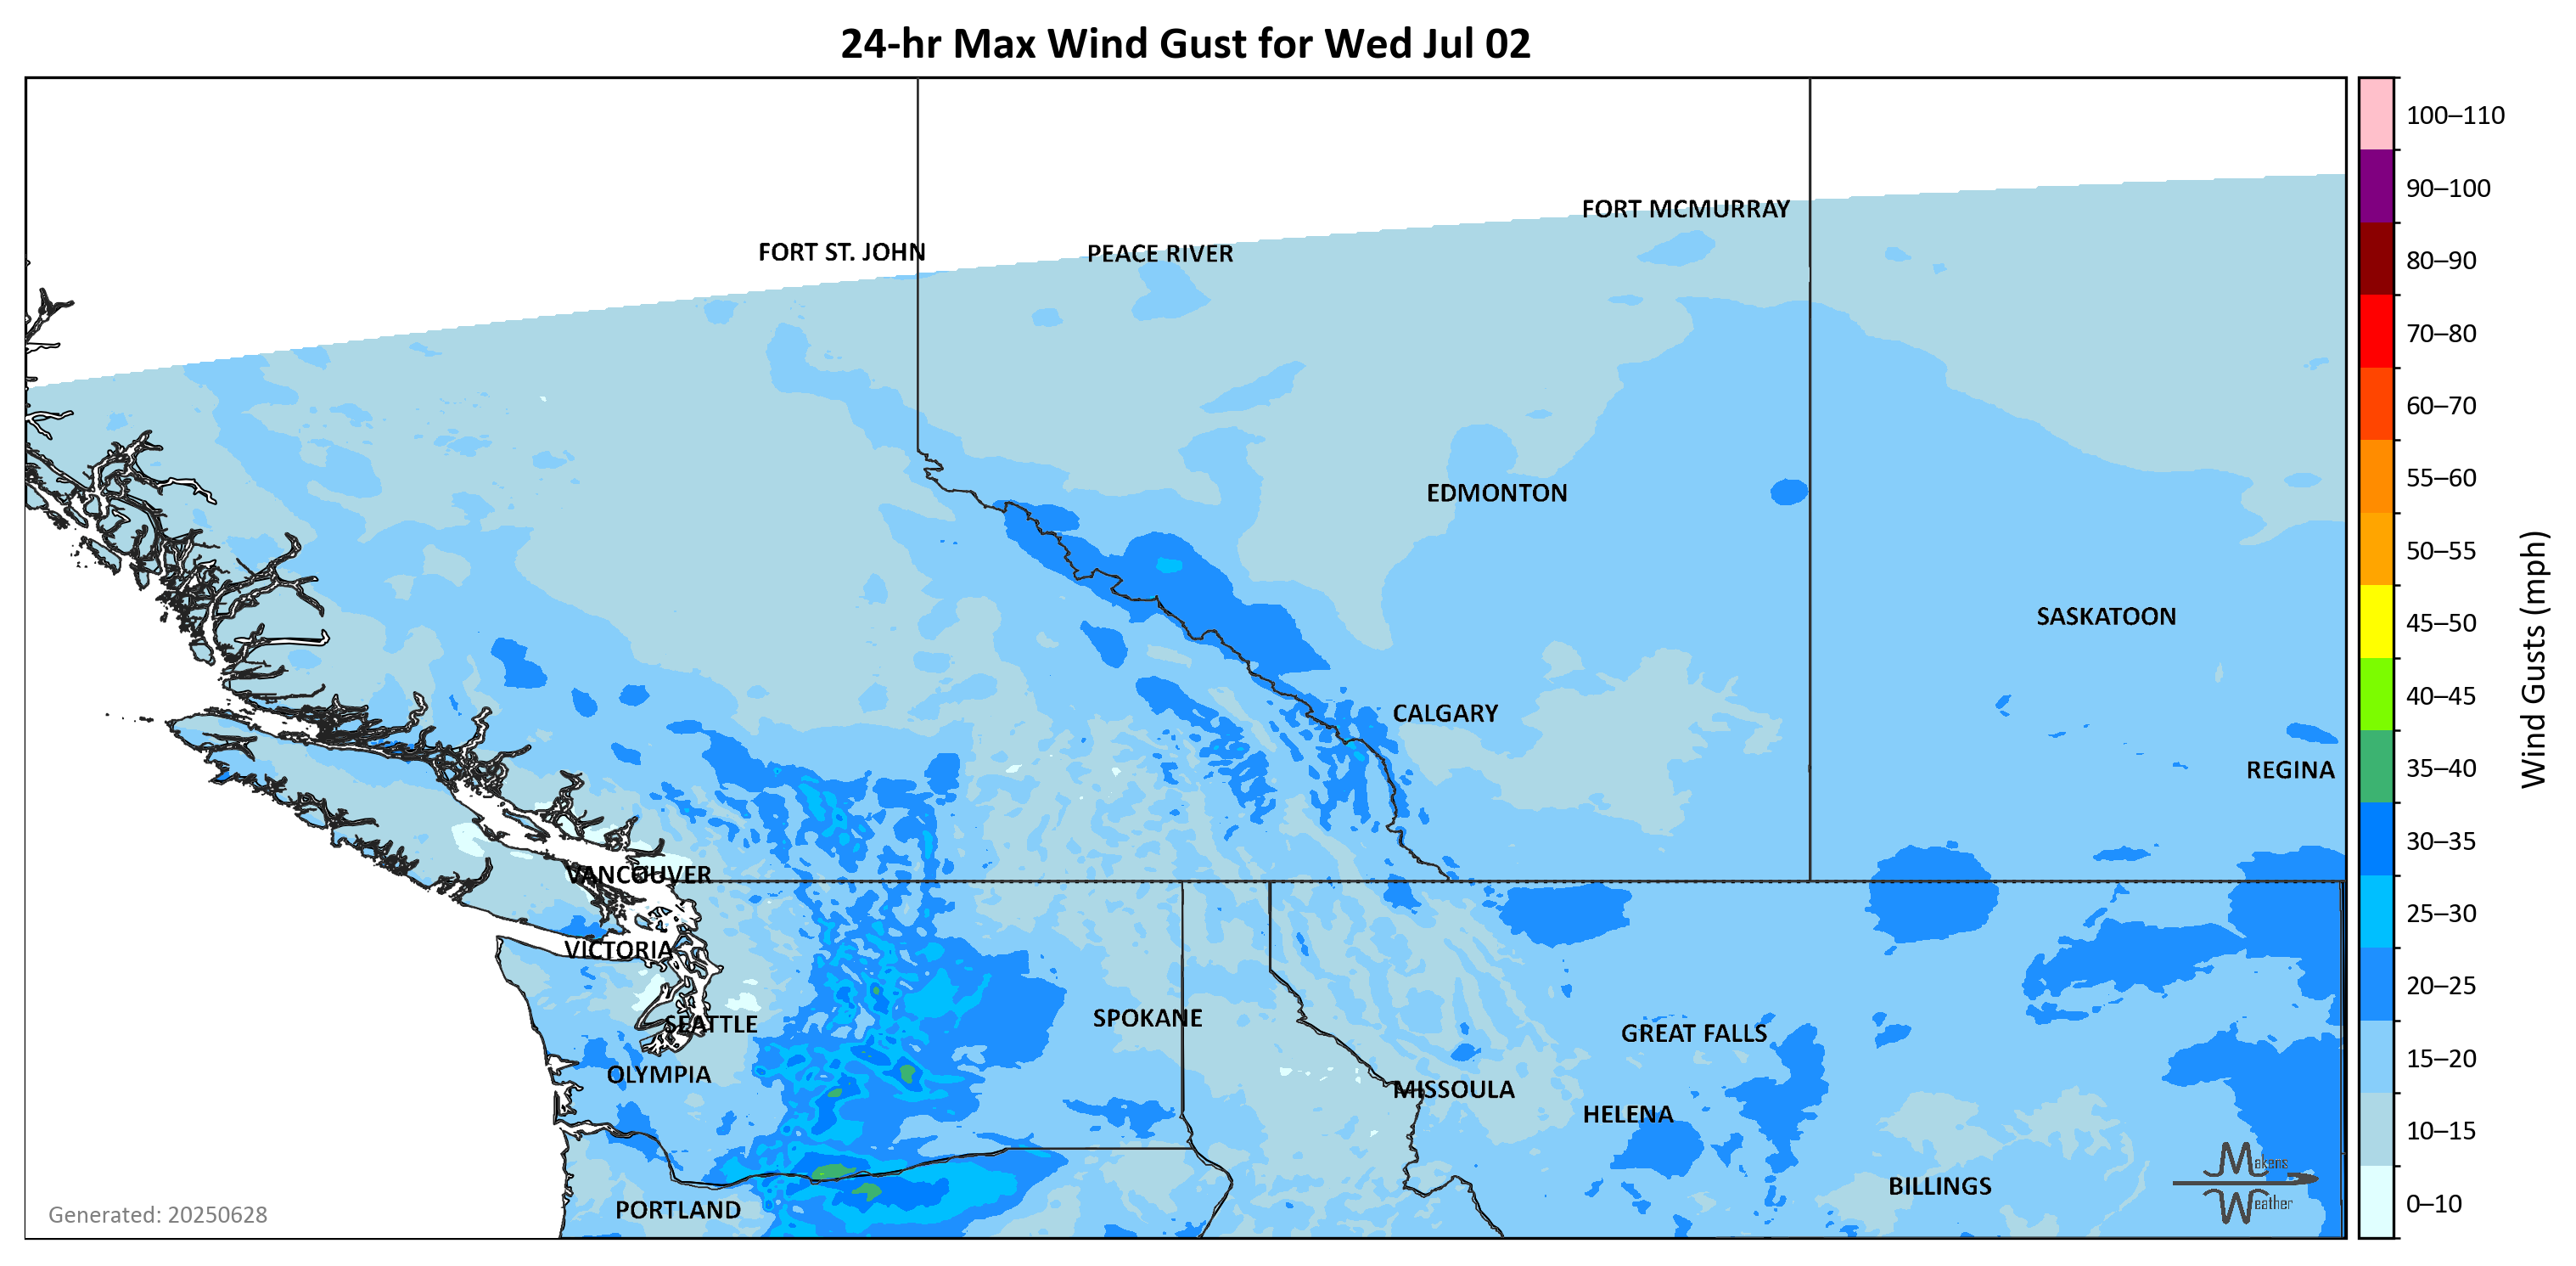 24-hr Max Wind Gust for Wed Jul 02
100–110
90–100
80–90
70–80
60–70
55–60
50–55
45–50
40–45
35–40
30–35
25–30
20–25
15–20
10–15
0–10
Wind Gusts (mph)
FORT MCMURRAY
FORT ST. JOHN
PEACE RIVER
EDMONTON
SASKATOON
CALGARY
REGINA
VANCOUVER
VICTORIA
SPOKANE
SEATTLE
GREAT FALLS
OLYMPIA
MISSOULA
HELENA
BILLINGS
PORTLAND
Makens
Weather
Generated: 20250628